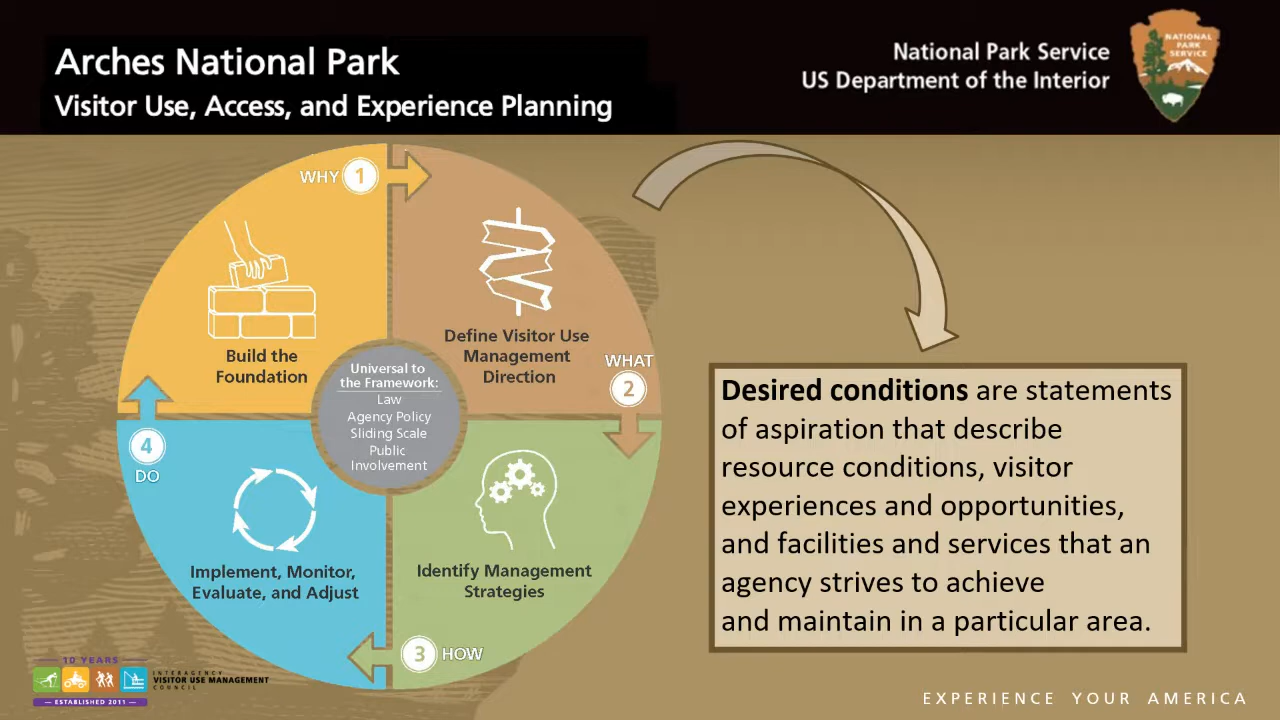 Arches National Park
Visitor Use, Access, and Experience Planning
National Park Service
US Department of the Interior
NATIONAL
PARK
SERVICE
WHY 1
Build the
Foundation
Define Visitor Use
Management
Direction
WHAT
2
Universal to
the Framework:
Law
Agency Policy
Sliding Scale
Public
Involvement
4
DO
Implement, Monitor,
Evaluate, and Adjust
Identify Management
Strategies
3 HOW
Desired conditions are statements
of aspiration that describe
resource conditions, visitor
experiences and opportunities,
and facilities and services that an
agency strives to achieve
and maintain in a particular area.
10 YEARS
INTERAGENCY
VISITOR USE MANAGEMENT
COUNCIL
ESTABLISHED 2011
EXPERIENCE YOUR AMERICA